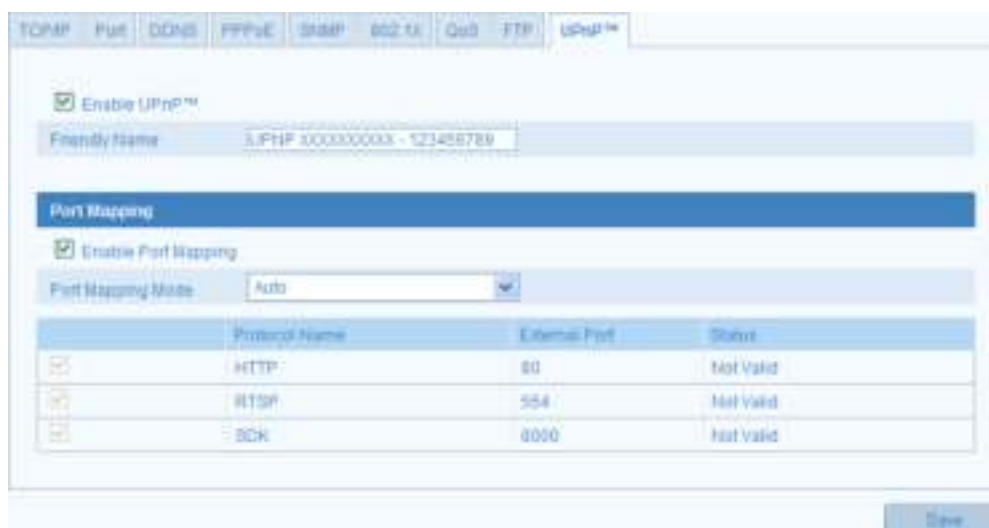 TCP/IP Port DDNS PPPoE SNMP 802.1X QoS FTP UPnP™
Enable UPnP™
Friendly Name UPNP XXXXXXXXXX - 123456789
Port Mapping
Enable Port Mapping
Port Mapping Mode Auto
Protocol Name External Port Status
HTTP 80 Not Valid
RTSP 554 Not Valid
SDK 8000 Not Valid
Save